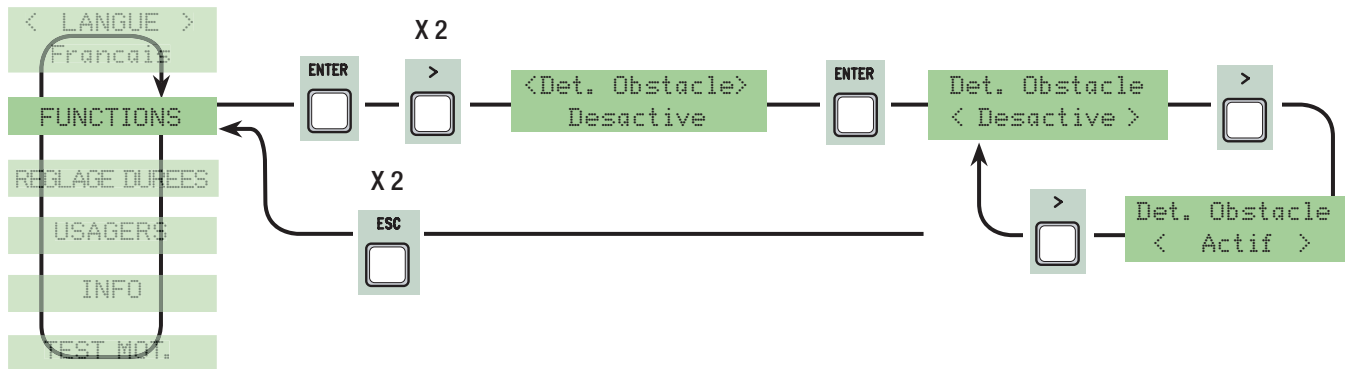 < LANGUE >
Francais
FUNCTIONS
REGLAGE DUREES
USAGERS
INFO
TEST MOT.
ENTER
X 2
>
<Det. Obstacle>
Desactive
ENTER
Det. Obstacle
< Desactive >
>
Det. Obstacle
< Actif >
>
X 2
ESC